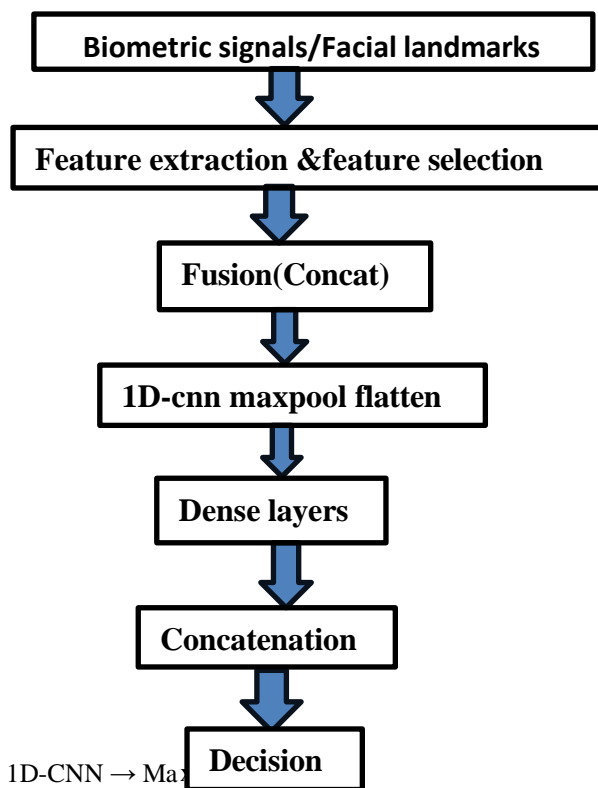 Biometric signals/Facial landmarks
Feature extraction &feature selection
Fusion(Concat)
1D-cnn maxpool flatten
Dense layers
Concatenation
Decision
1D-CNN →